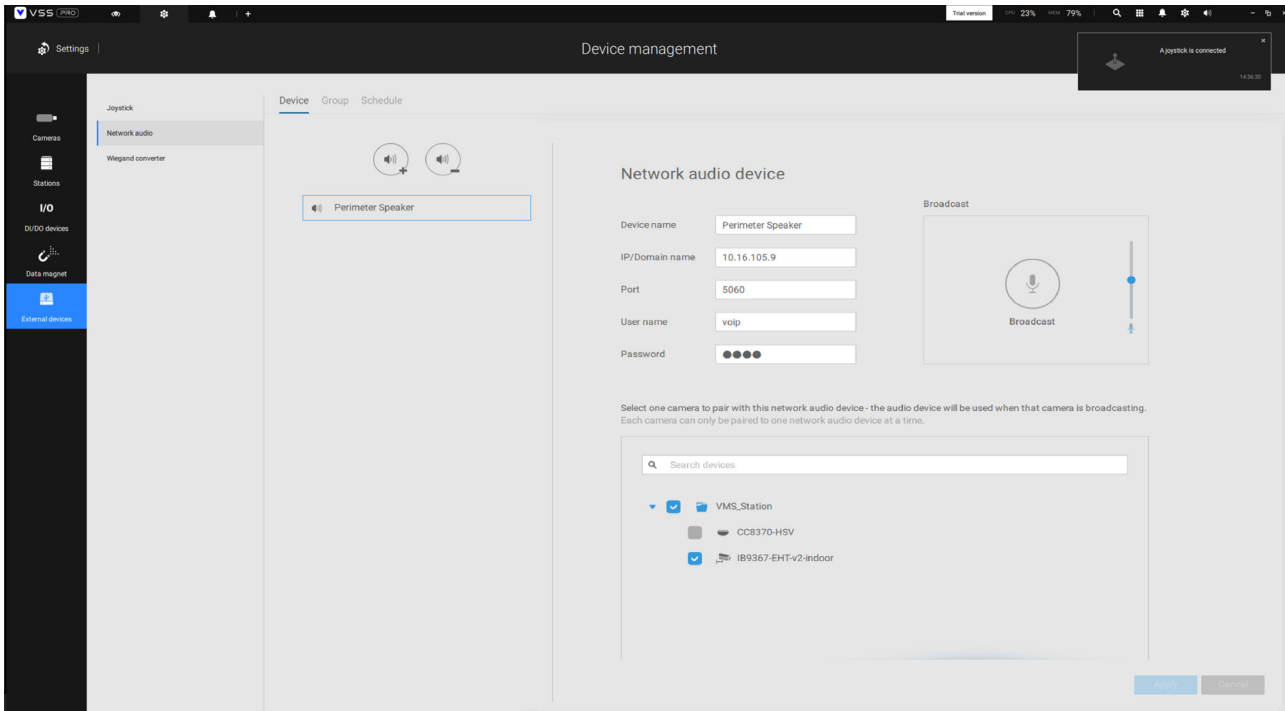 VSS PRO
Trial version CPU 23% MEM 79%
Settings
Device management
A joystick is connected
14:36:30
Cameras
Stations
I/O
DI/DO devices
Data magnet
External devices
Joystick
Network audio
Wiegand converter
Device Group Schedule
Perimeter Speaker
Network audio device
Device name Perimeter Speaker
IP/Domain name 10.16.105.9
Port 5060
User name voip
Password
Broadcast
Broadcast
Select one camera to pair with this network audio device - the audio device will be used when that camera is broadcasting.
Each camera can only be paired to one network audio device at a time.
Search devices
VMS_Station
CC8370-HSV
IB9367-EHT-v2-indoor
Apply Cancel